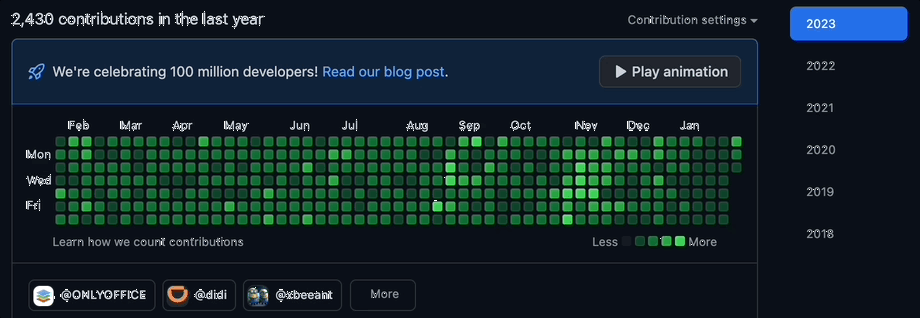 2,430 contributions in the last year
Contribution settings
2023
We're celebrating 100 million developers! Read our blog post.
Play animation
2022
2021
2020
2019
2018
Feb Mar Apr May Jun Jul Aug Sep Oct Nov Dec Jan
Mon
Wed
Fri
Learn how we count contributions
Less More
@ONLYOFFICE @didi @xbeeant More